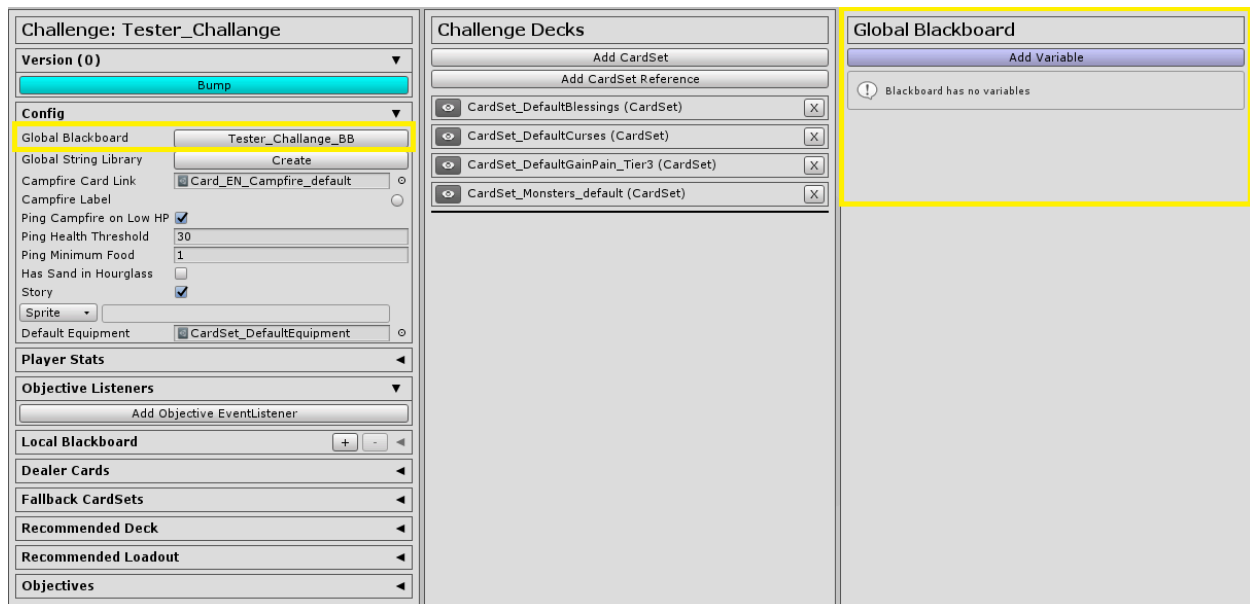 Challenge: Tester_Challange
Version (0)
Bump
Config
Global Blackboard Tester_Challange_BB
Global String Library Create
Campfire Card Link Card_EN_Campfire_default
Campfire Label
Ping Campfire on Low HP
Ping Health Threshold 30
Ping Minimum Food 1
Has Sand in Hourglass
Story
Sprite
Default Equipment CardSet_DefaultEquipment
Player Stats
Objective Listeners
Add Objective EventListener
Local Blackboard + -
Dealer Cards
Fallback CardSets
Recommended Deck
Recommended Loadout
Objectives
Challenge Decks
Add CardSet
Add CardSet Reference
CardSet_DefaultBlessings (CardSet) X
CardSet_DefaultCurses (CardSet) X
CardSet_DefaultGainPain_Tier3 (CardSet) X
CardSet_Monsters_default (CardSet) X
Global Blackboard
Add Variable
! Blackboard has no variables